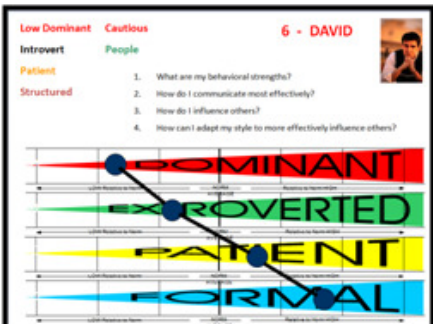 Low Dominant Cautious
6 - DAVID
Introvert People
Patient
Structured
1. What are my behavioral strengths?
2. How do I communicate most effectively?
3. How do I influence others?
4. How can I adapt my style to more effectively influence others?
DOMINANT
EXTROVERTED
PATIENT
FORMAL